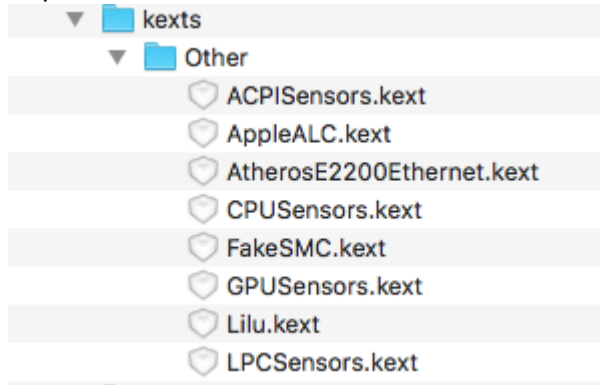 kexts
Other
ACPISensors.kext
AppleALC.kext
AtherosE2200Ethernet.kext
CPUSensors.kext
FakeSMC.kext
GPUSensors.kext
Lilu.kext
LPCSensors.kext